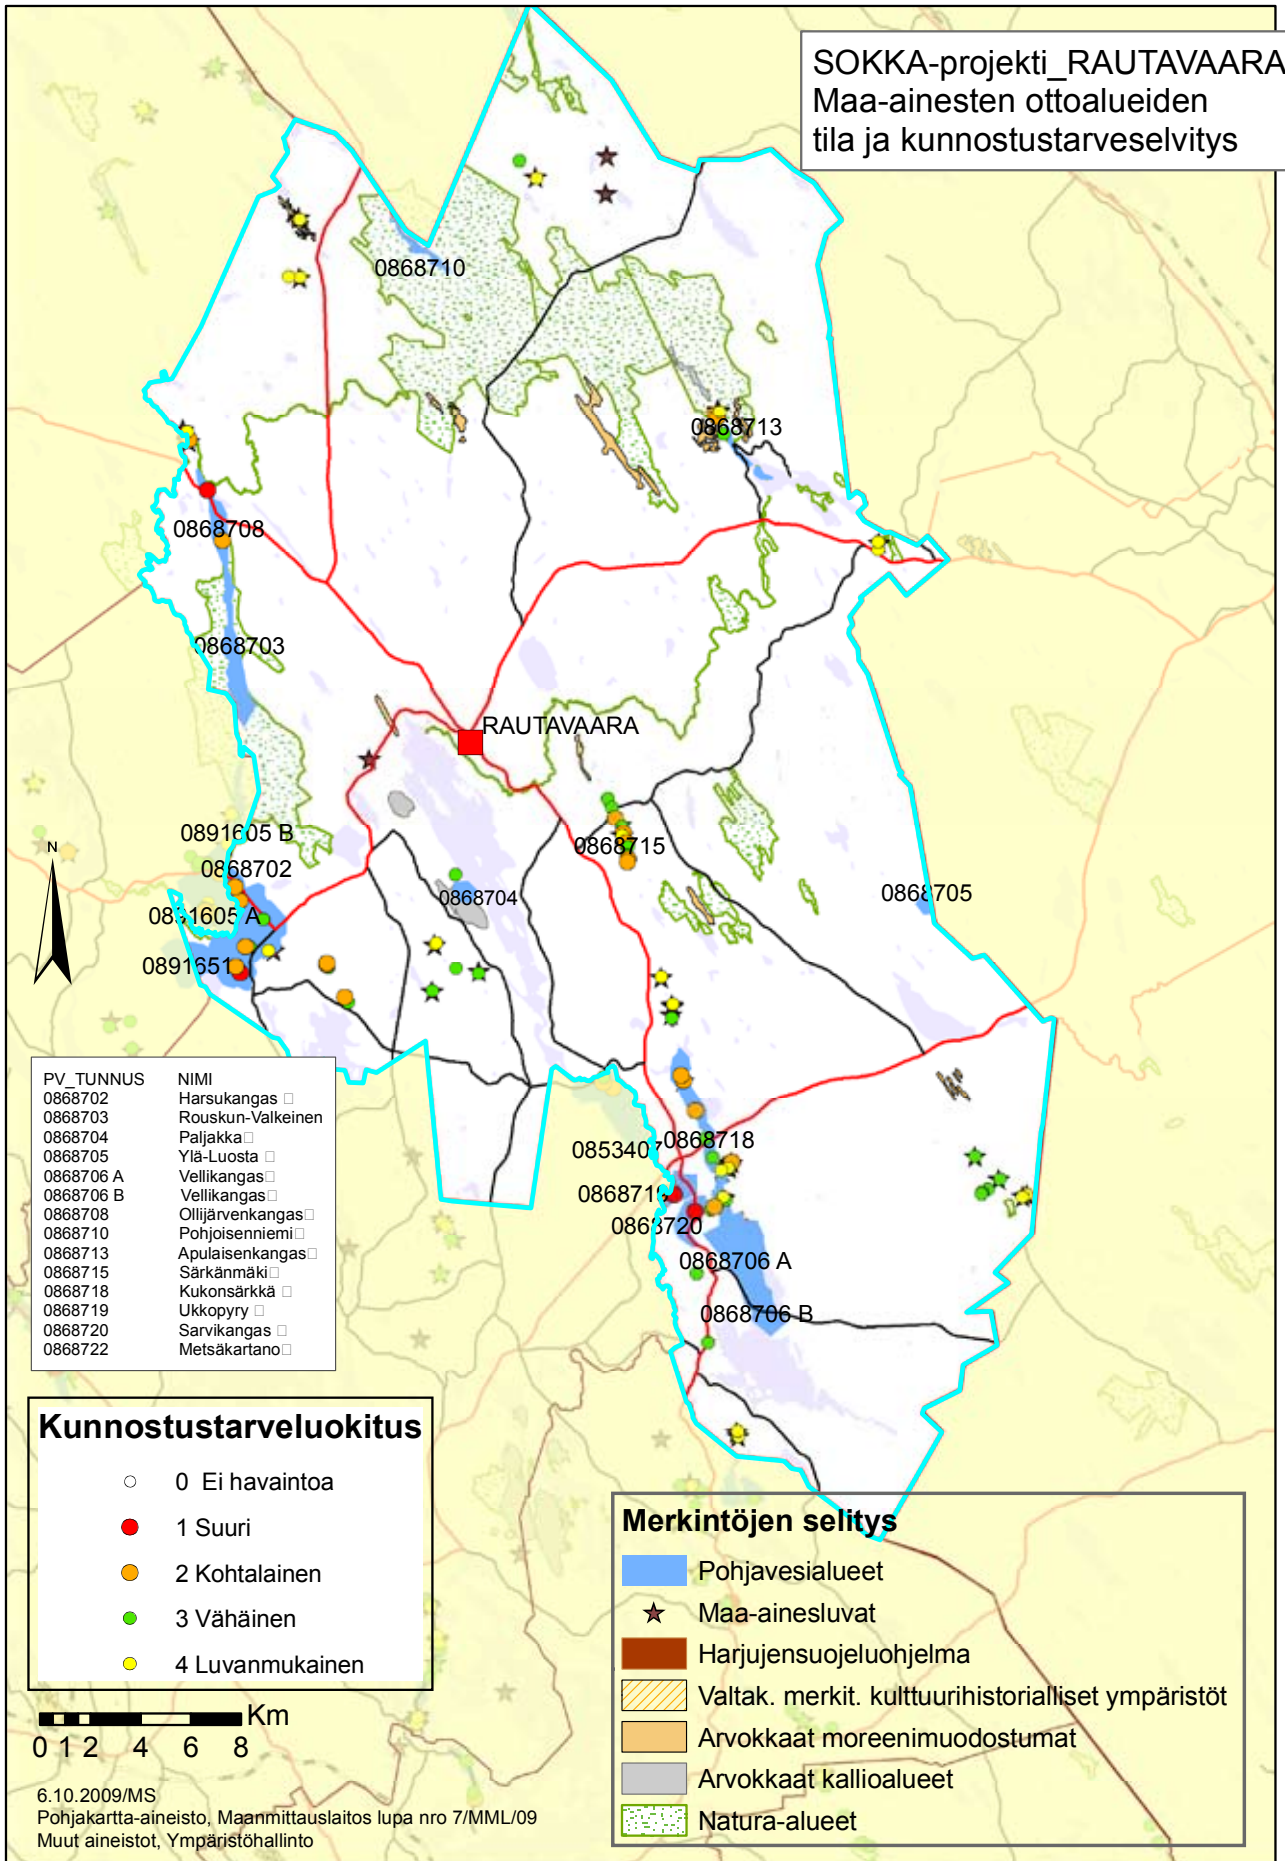 SOKKA-projekti_RAUTAVAARA
Maa-ainesten ottoalueiden
tila ja kunnostustarveselvitys
0868710
0868713
0868708
0868703
RAUTAVAARA
0891605 B
0868702
0868715
0868704
0868705
0891605 A
0891651
N
0853407
0868718
0868719
0868720
0868706 A
0868706 B
PV_TUNNUS NIMI
0868702 Harsukangas
0868703 Rouskun-Valkeinen
0868704 Paljakka
0868705 Ylä-Luosta
0868706 A Vellikangas
0868706 B Vellikangas
0868708 Ollijärvenkangas
0868710 Pohjoisenniemi
0868713 Apulaisenkangas
0868715 Särkänmäki
0868718 Kukonsärkkä
0868719 Ukkopyry
0868720 Sarvikangas
0868722 Metsäkartano
Kunnostustarveluokitus
0 Ei havaintoa
1 Suuri
2 Kohtalainen
3 Vähäinen
4 Luvanmukainen
Km
0 1 2 4 6 8
6.10.2009/MS
Pohjakartta-aineisto, Maanmittauslaitos lupa nro 7/MML/09
Muut aineistot, Ympäristöhallinto
Merkintöjen selitys
Pohjavesialueet
Maa-ainesluvat
Harjujensuojeluohjelma
Valtak. merkit. kulttuurihistorialliset ympäristöt
Arvokkaat moreenimuodostumat
Arvokkaat kallioalueet
Natura-alueet